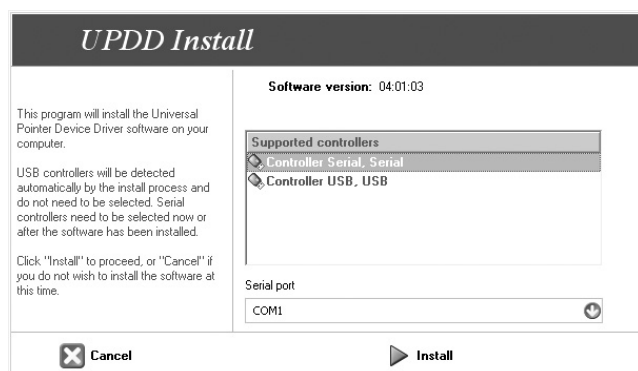 UPDD Install
Software version: 04:01:03
This program will install the Universal
Pointer Device Driver software on your
computer.
USB controllers will be detected
automatically by the install process and
do not need to be selected. Serial
controllers need to be selected now or
after the software has been installed.
Click "Install" to proceed, or "Cancel" if
you do not wish to install the software at
this time.
Supported controllers
Controller Serial, Serial
Controller USB, USB
Serial port
COM1
Cancel
Install